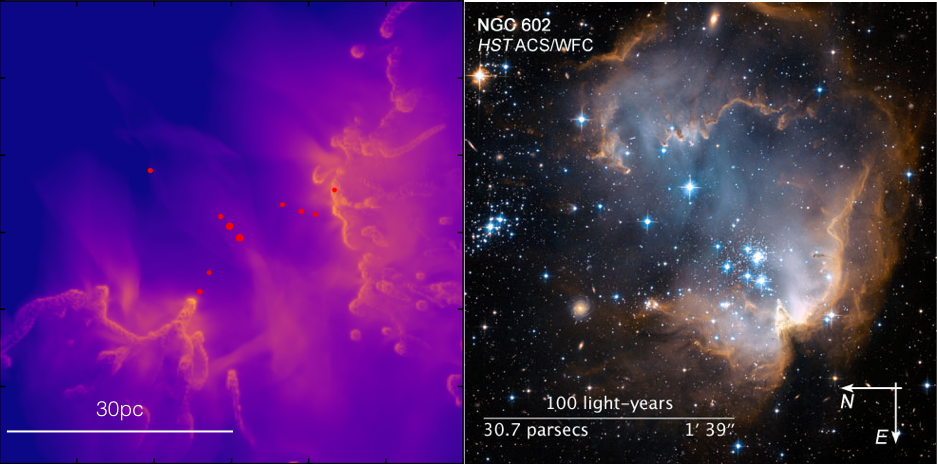 30pc
NGC 602
HST ACS/WFC
100 light-years
30.7 parsecs 1' 39"
N
E